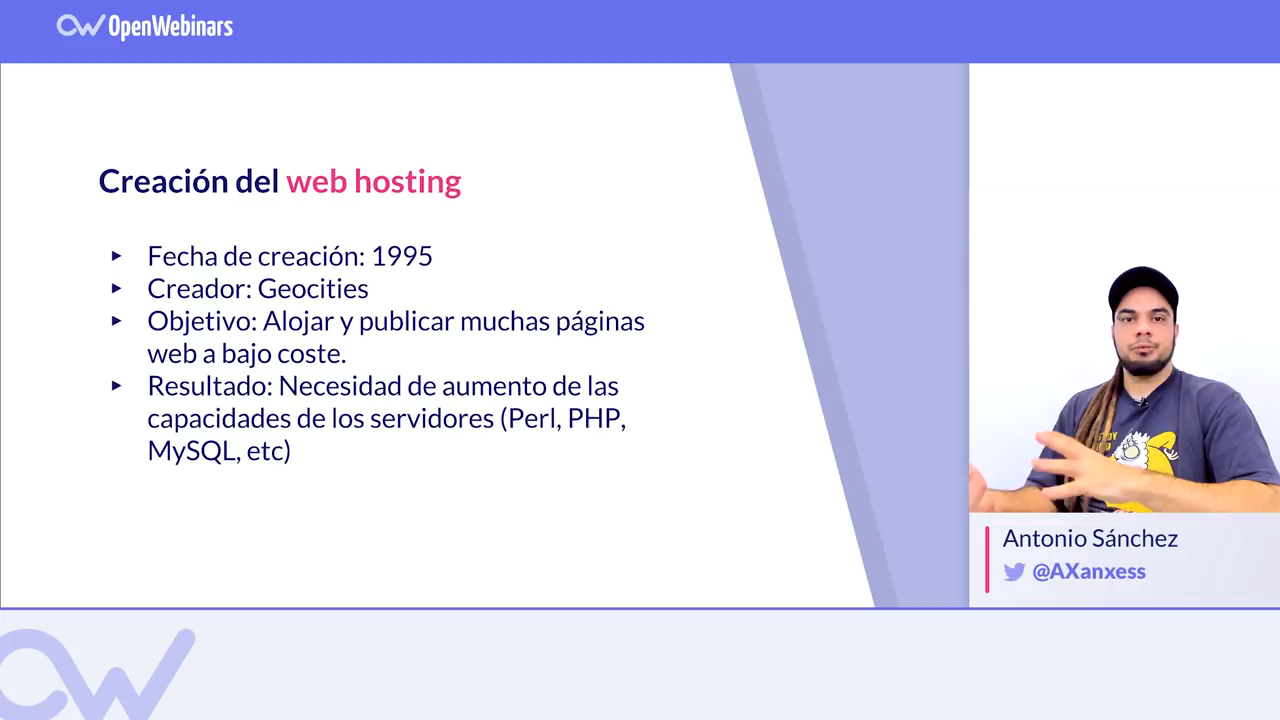 OpenWebinars
Creación del web hosting
▸ Fecha de creación: 1995
▸ Creador: Geocities
▸ Objetivo: Alojar y publicar muchas páginas
web a bajo coste.
▸ Resultado: Necesidad de aumento de las
capacidades de los servidores (Perl, PHP,
MySQL, etc)
Antonio Sánchez
@AXanxess